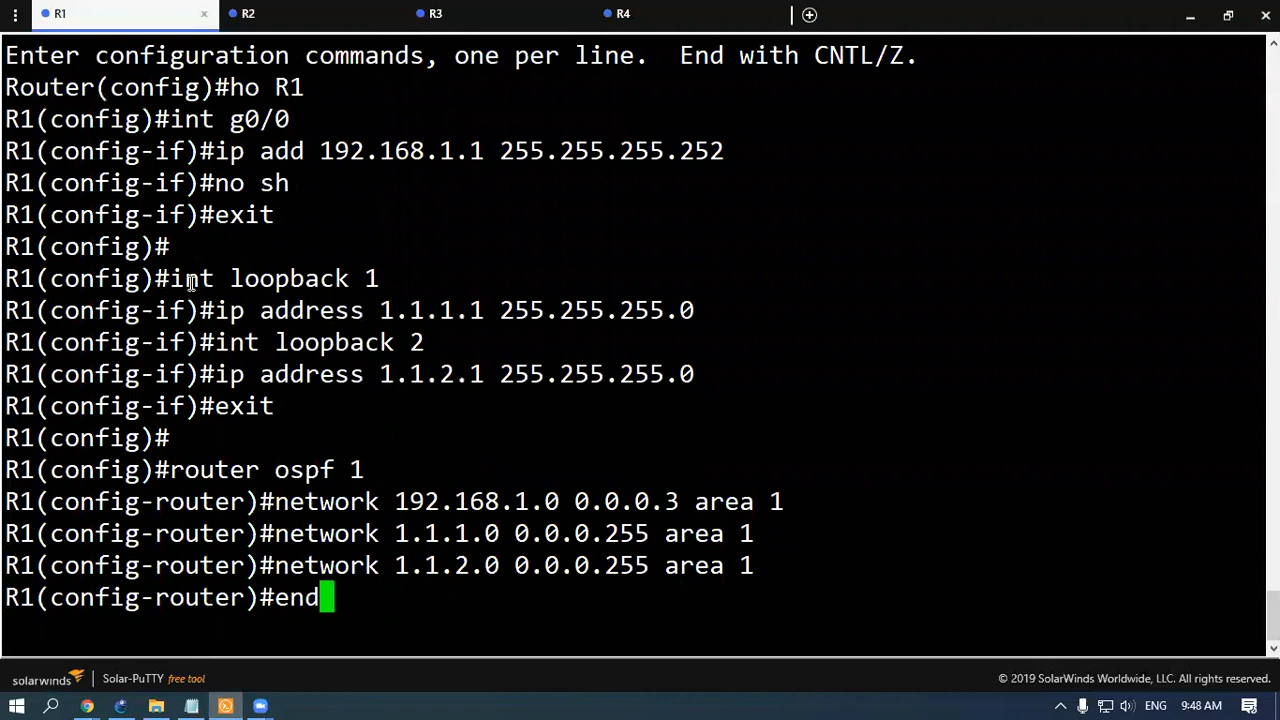 R1
R2
R3
R4
Enter configuration commands, one per line.  End with CNTL/Z.
Router(config)#ho R1
R1(config)#int g0/0
R1(config-if)#ip add 192.168.1.1 255.255.255.252
R1(config-if)#no sh
R1(config-if)#exit
R1(config)#
R1(config)#int loopback 1
R1(config-if)#ip address 1.1.1.1 255.255.255.0
R1(config-if)#int loopback 2
R1(config-if)#ip address 1.1.2.1 255.255.255.0
R1(config-if)#exit
R1(config)#
R1(config)#router ospf 1
R1(config-router)#network 192.168.1.0 0.0.0.3 area 1
R1(config-router)#network 1.1.1.0 0.0.0.255 area 1
R1(config-router)#network 1.1.2.0 0.0.0.255 area 1
R1(config-router)#end
solarwinds | Solar-PuTTY free tool © 2019 SolarWinds Worldwide, LLC. All rights reserved.
ENG 9:48 AM